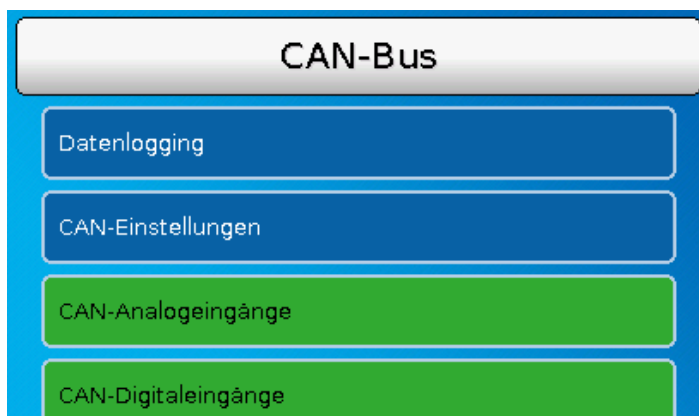 CAN-Bus
Datenlogging
CAN-Einstellungen
CAN-Analogeingänge
CAN-Digitaleingänge